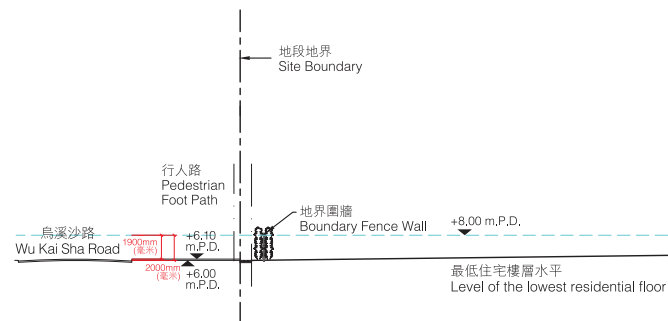 地段地界
Site Boundary
行人路
Pedestrian
Foot Path
地界圍牆
Boundary Fence Wall
+8.00 m.P.D.
烏溪沙路
Wu Kai Sha Road
1900mm
(毫米)
+6.10
m.P.D.
2000mm
(毫米)
+6.00
m.P.D.
最低住宅樓層水平
Level of the lowest residential floor